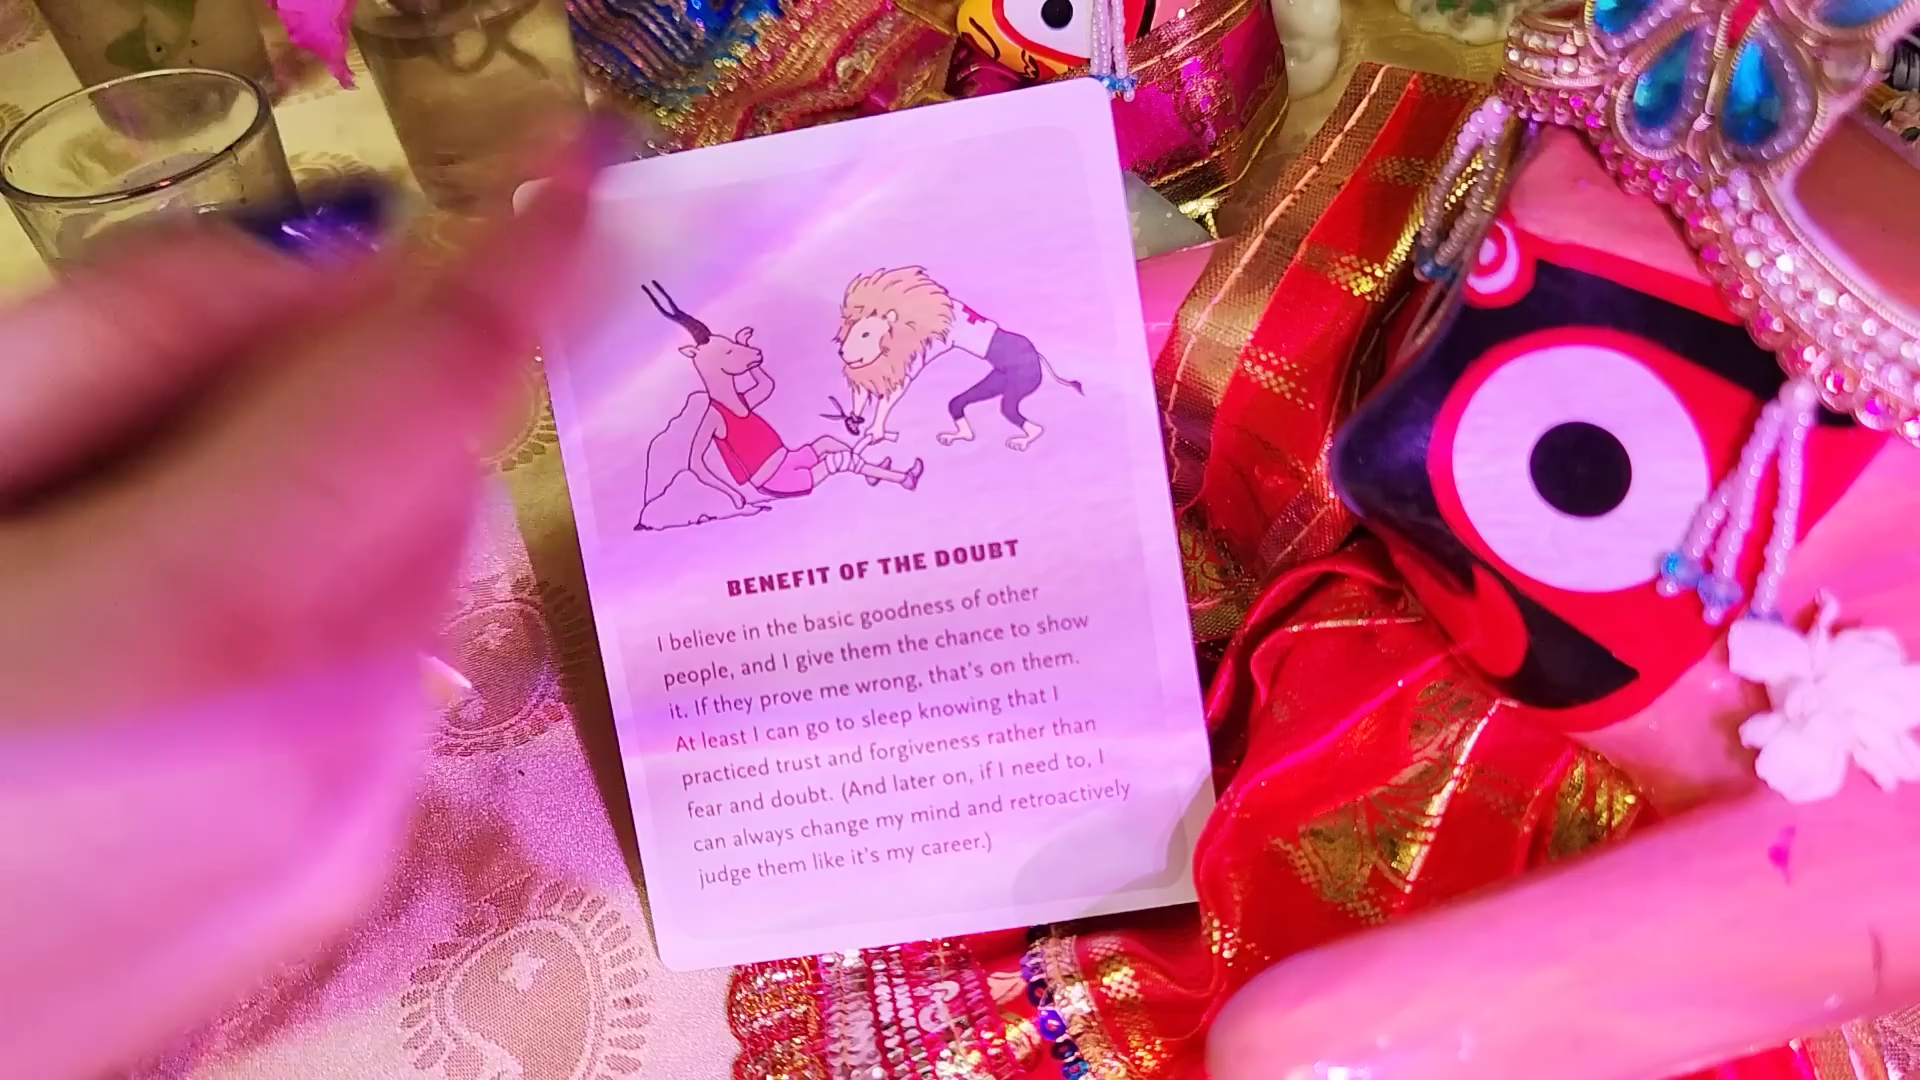 BENEFIT OF THE DOUBT
I believe in the basic goodness of other
people, and I give them the chance to show
it. If they prove me wrong, that's on them.
At least I can go to sleep knowing that I
practiced trust and forgiveness rather than
fear and doubt. (And later on, if I need to, I
can always change my mind and retroactively
judge them like it's my career.)